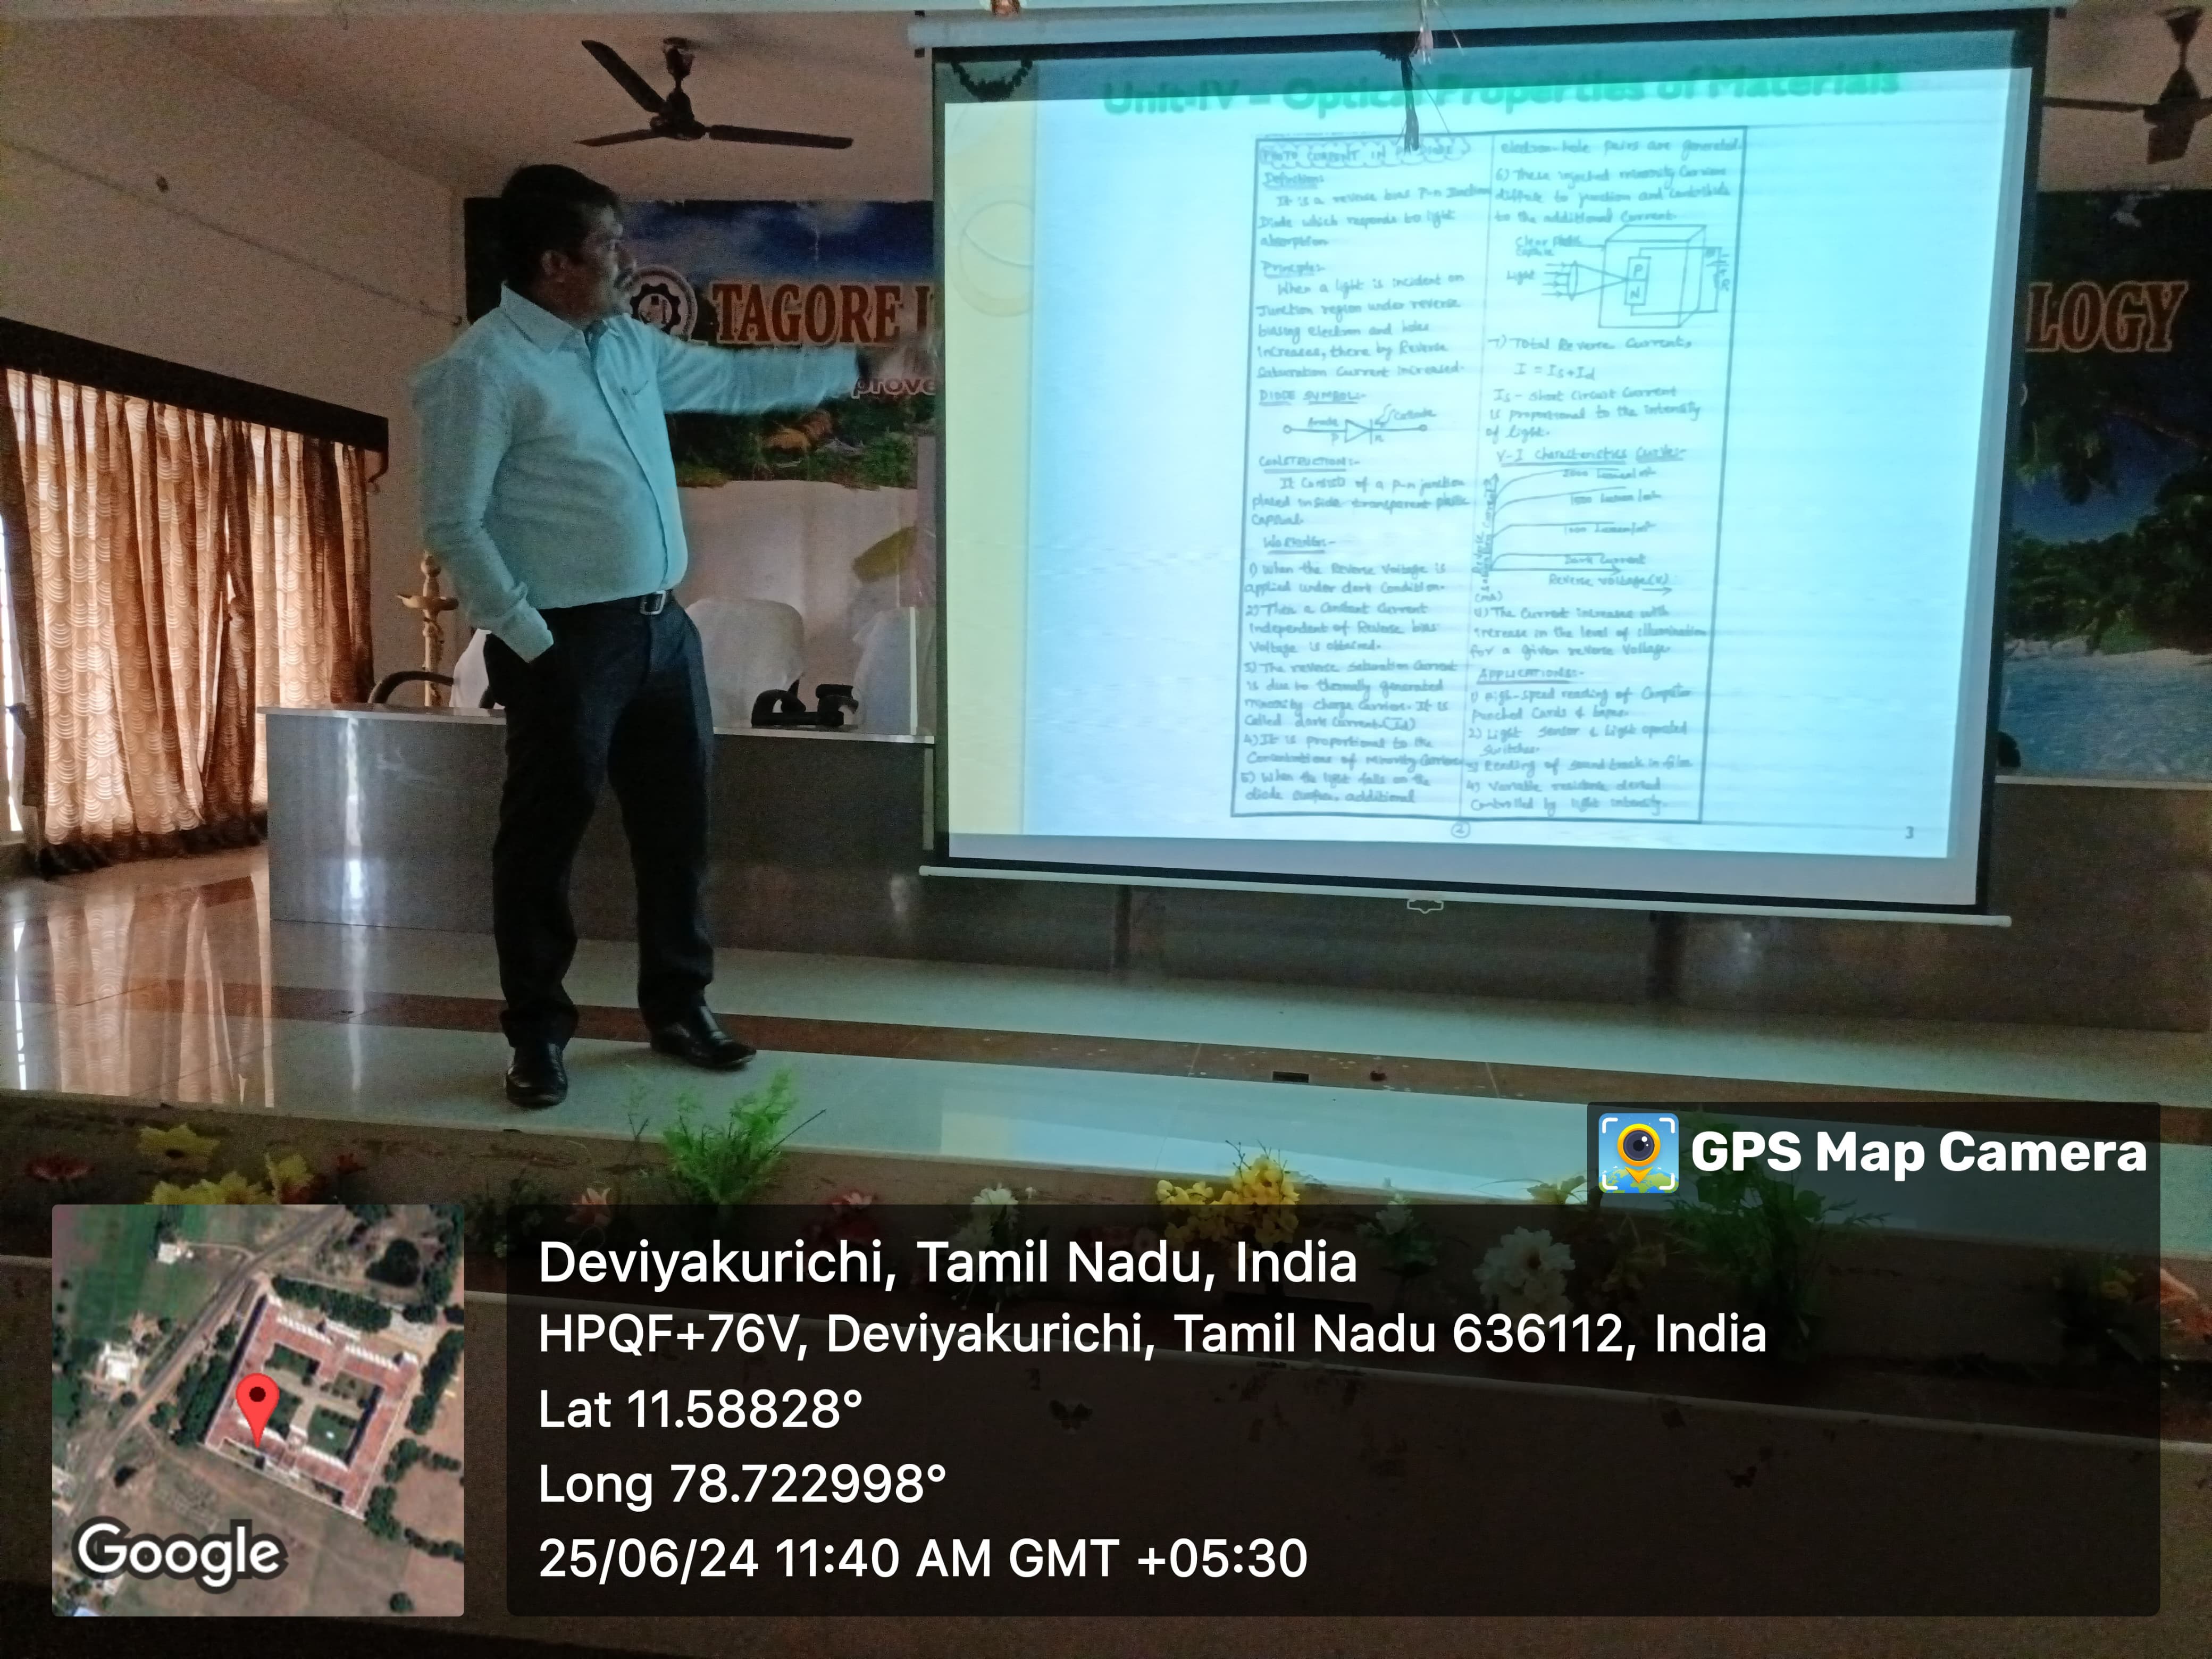 Unit-IV – Optical Properties of Materials
PHOTO CURRENT IN
Definition:
It is a reverse bias P-n Junction
Diode which responds to light
absorption.
Principle:-
When a light is incident on
Junction region under reverse
biasing electron and holes
increases, there by Reverse
Saturation Current increased.
DIODE SYMBOL:-
Anode
Cathode
P n
CONSTRUCTION:-
It Consists of a p-n junction
placed inside transparent plastic
Working:-
1) When the Reverse Voltage is
applied under dark Condition.
2) Then a Constant Current
independent of Reverse bias
Voltage is obtained.
3) The reverse saturation Current
is due to thermally generated
minority charge Carriers. It is
Called dark Current (Id)
4) It is proportional to the
Concentrations of minority Carriers
5) When the light falls on the
diode surface, additional
electron-hole pairs are generated.
6) These injected minority Carriers
diffuse to junction and contribute
to the additional Current.
Clear Plastic
Capsule
Light
P
N
7) Total Reverse Current,
I = Is+Id
Is - Short Circuit Current
is proportional to the intensity
of light.
V-I Characteristics Curve:-
Dark Current
Reverse voltage(v)
(mA)
The Current increases with
increase in the level of illumination
for a given reverse Voltage.
APPLICATIONS:-
1) High-speed reading of Computer
Punched Cards &
2) Light Sensor & Light operated
Switches.
3) Reading of sound track in film
4) Variable resistance
Controlled by light intensity.
2
3
TAGORE
LOGY
GPS Map Camera
Google
Deviyakurichi, Tamil Nadu, India
HPQF+76V, Deviyakurichi, Tamil Nadu 636112, India
Lat 11.58828°
Long 78.722998°
25/06/24 11:40 AM GMT +05:30